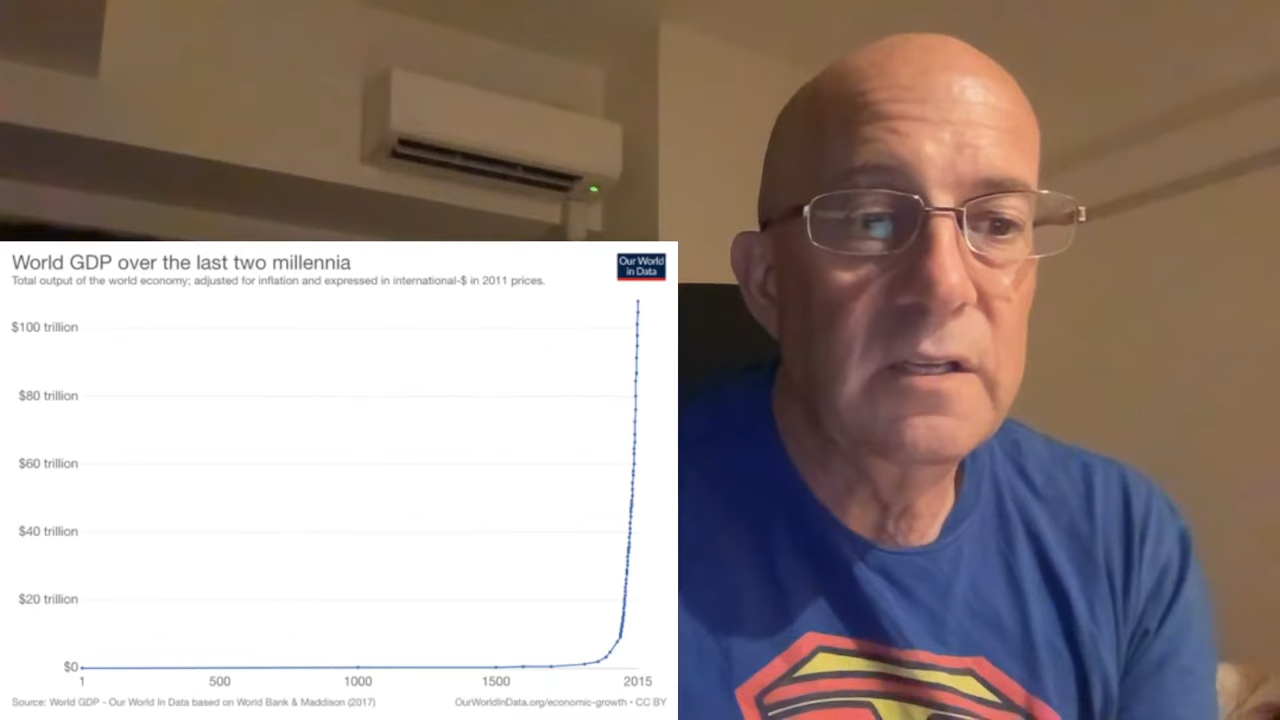 World GDP over the last two millennia
Our World
in Data
Total output of the world economy; adjusted for inflation and expressed in international-$ in 2011 prices.
$100 trillion
$80 trillion
$60 trillion
$40 trillion
$20 trillion
$0
1 500 1000 1500 2015
Source: World GDP - Our World In Data based on World Bank & Maddison (2017)
OurWorldInData.org/economic-growth • CC BY